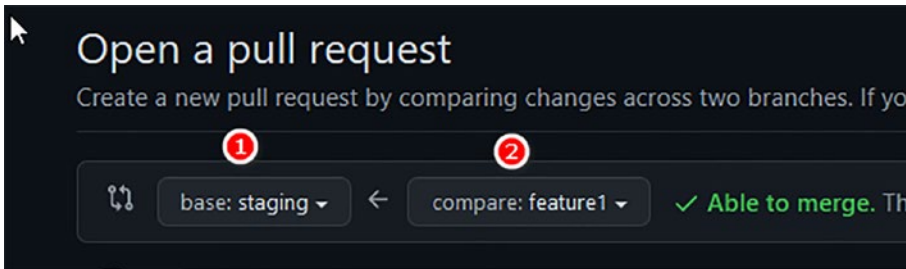 Open a pull request
Create a new pull request by comparing changes across two branches. If yo
1 2
base: staging ← compare: feature1 ✓ Able to merge. Th